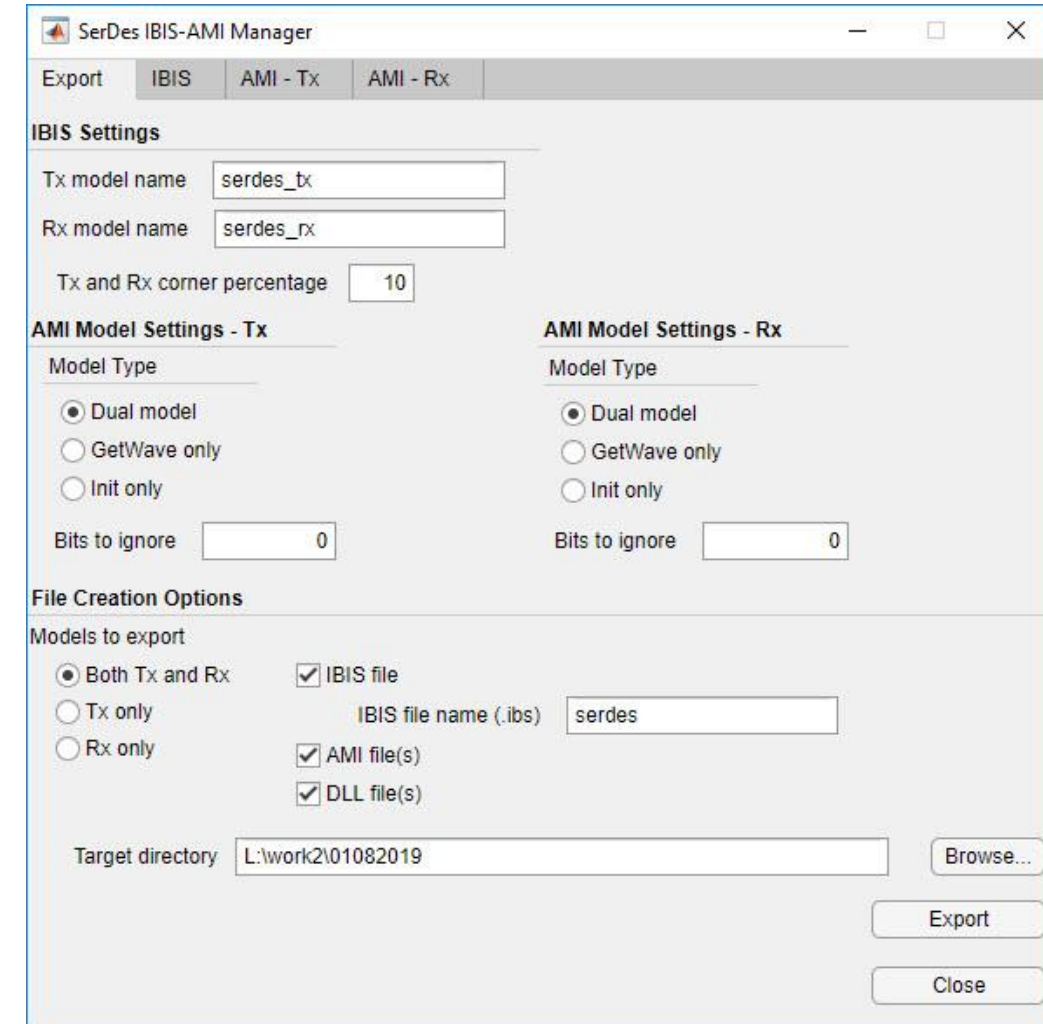 SerDes IBIS-AMI Manager
Export IBIS AMI - Tx AMI - Rx
IBIS Settings
Tx model name serdes_tx
Rx model name serdes_rx
Tx and Rx corner percentage 10
AMI Model Settings - Tx
Model Type
Dual model
GetWave only
Init only
Bits to ignore 0
AMI Model Settings - Rx
Model Type
Dual model
GetWave only
Init only
Bits to ignore 0
File Creation Options
Models to export
Both Tx and Rx
Tx only
Rx only
IBIS file
IBIS file name (.ibs) serdes
AMI file(s)
DLL file(s)
Target directory L:\work2\01082019 Browse...
Export
Close